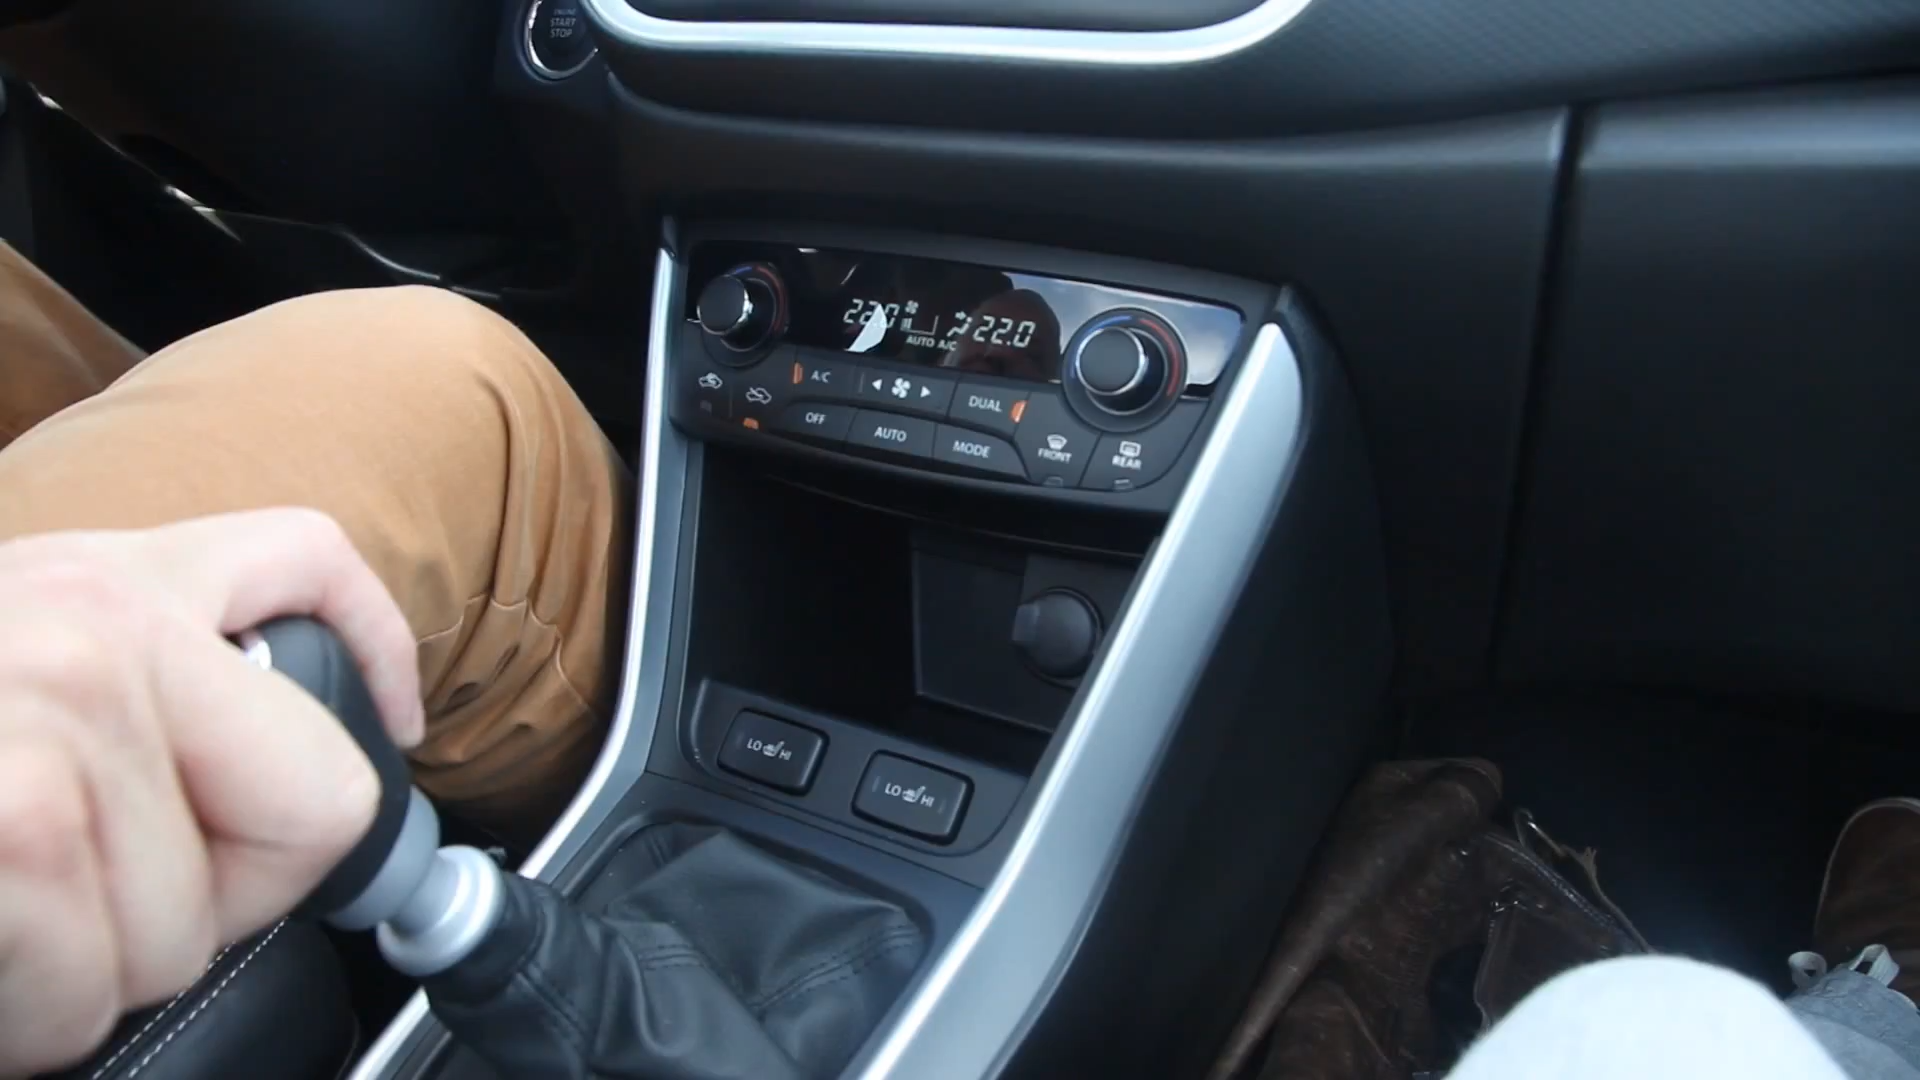 ENGINE
START
STOP
22.0 22.0
AUTO A/C
A/C
DUAL
OFF
AUTO
MODE
FRONT
REAR
LO HI
LO HI